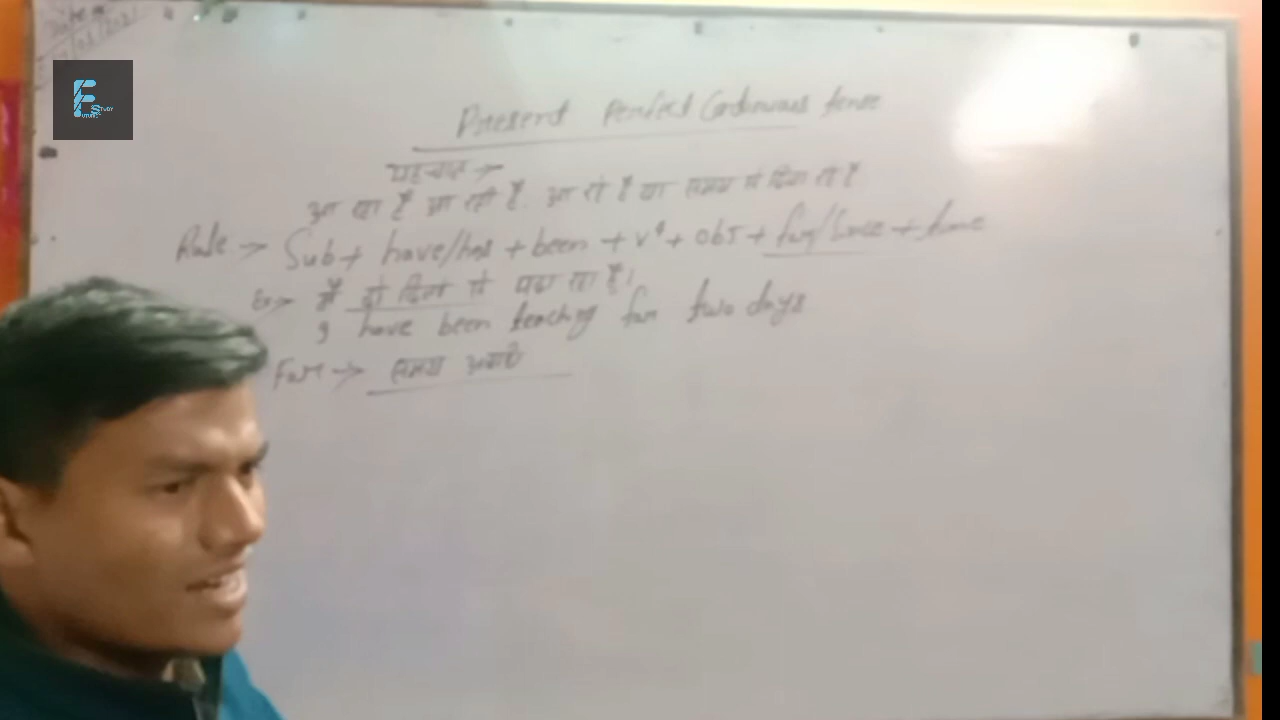 Present Perfect Continuous tense
पहचान →
आ रहा है आ रही है. आ रहे है या समय में दिया हो है
Rule → Sub + have/has + been + v⁴ + obj + for/since + time
Ex → मैं दो दिन से पढा रहा हूँ।
I have been teaching for two days
For → समय अवधि